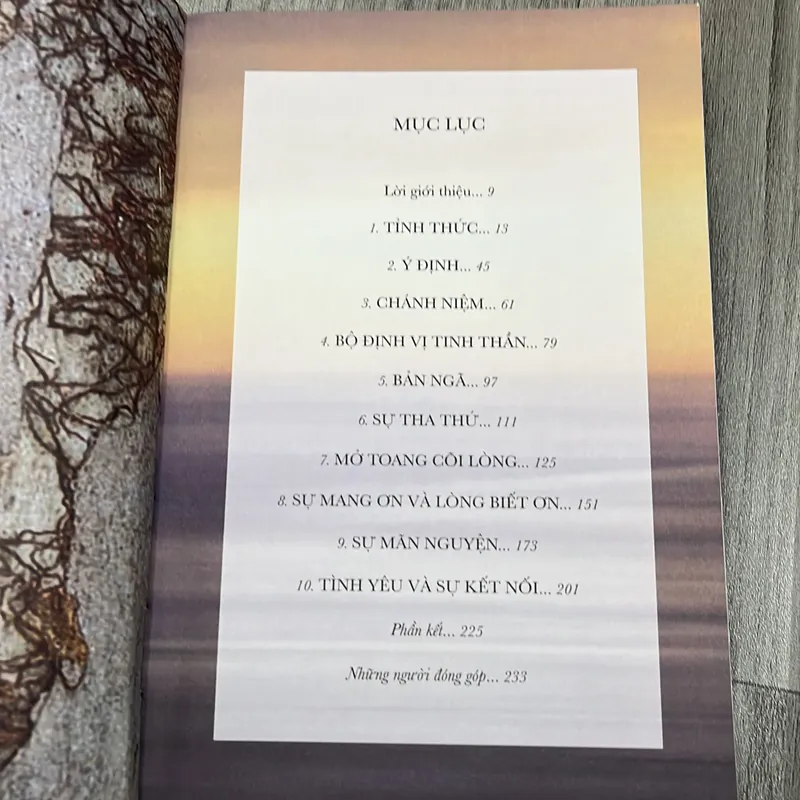 MỤC LỤC
Lời giới thiệu... 9
1. TỈNH THỨC... 13
2. Ý ĐỊNH... 45
3. CHÁNH NIỆM... 61
4. BỘ ĐỊNH VỊ TINH THẦN... 79
5. BẢN NGÃ... 97
6. SỰ THA THỨ... 111
7. MỞ TOANG CÕI LÒNG... 125
8. SỰ MANG ƠN VÀ LÒNG BIẾT ƠN... 151
9. SỰ MÃN NGUYỆN... 173
10. TÌNH YÊU VÀ SỰ KẾT NỐI... 201
Phần kết... 225
Những người đóng góp... 233